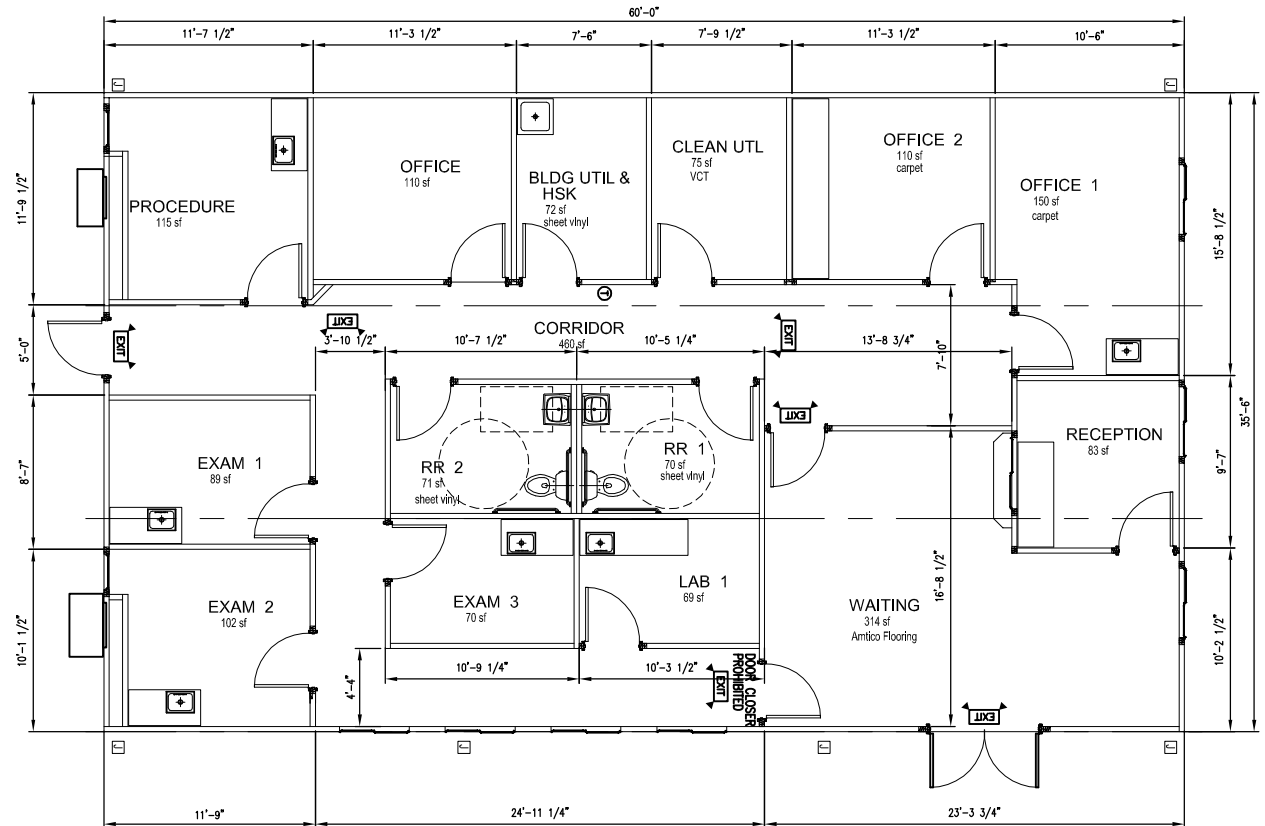 60'-0"
11'-7 1/2"
11'-3 1/2"
7'-6"
7'-9 1/2"
11'-3 1/2"
10'-6"
J
J
PROCEDURE
115 sf
OFFICE
110 sf
BLDG UTIL &
HSK
72 sf
sheet vinyl
CLEAN UTL
75 sf
VCT
OFFICE 2
110 sf
carpet
OFFICE 1
150 sf
carpet
11'-9 1/2"
15'-8 1/2"
T
5'-0"
EXIT
EXIT
CORRIDOR
460 sf
EXIT
3'-10 1/2"
10'-7 1/2"
10'-5 1/4"
13'-8 3/4"
7'-10"
35'-6"
EXIT
EXAM 1
89 sf
8'-7"
RR 2
71 sf
sheet vinyl
RR 1
70 sf
sheet vinyl
RECEPTION
83 sf
9'-7"
EXAM 2
102 sf
10'-1 1/2"
EXAM 3
70 sf
LAB 1
69 sf
WAITING
314 sf
Amtico Flooring
16'-8 1/2"
10'-2 1/2"
4'-4"
10'-9 1/4"
10'-3 1/2"
EXIT
DOOR CLOSER
PROHIBITED
EXIT
J
J
J
J
11'-9"
24'-11 1/4"
23'-3 3/4"